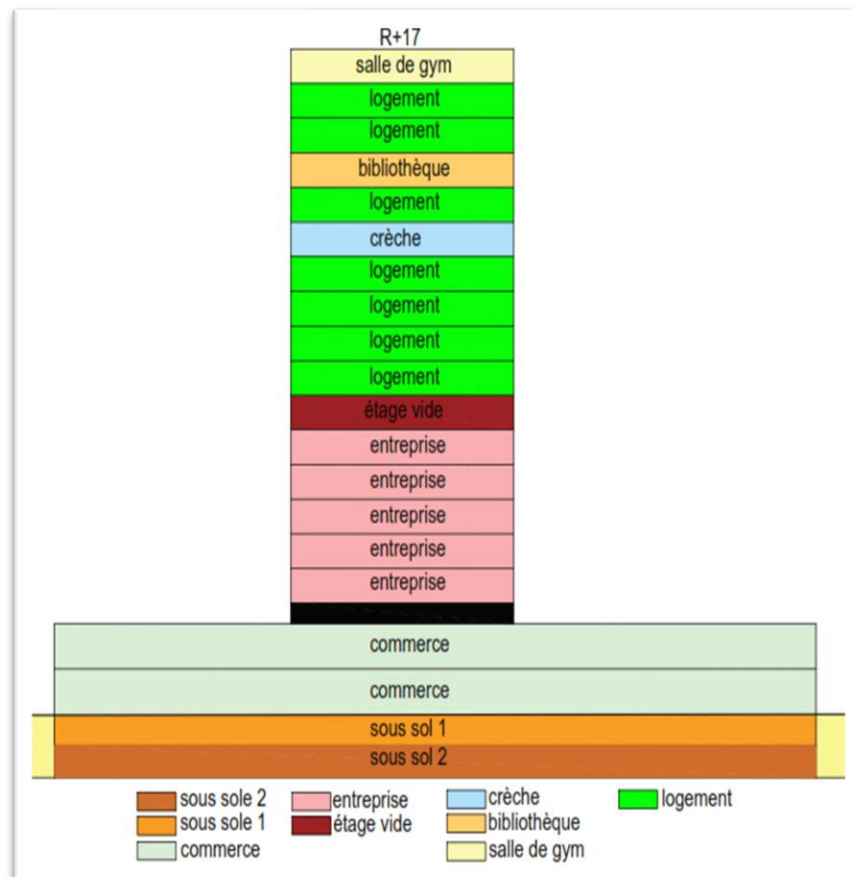 R+17
salle de gym
logement
logement
bibliothèque
logement
crèche
logement
logement
logement
logement
étage vide
entreprise
entreprise
entreprise
entreprise
entreprise
commerce
commerce
sous sol 1
sous sol 2
sous sole 2
sous sole 1
commerce
entreprise
étage vide
crèche
bibliothèque
salle de gym
logement